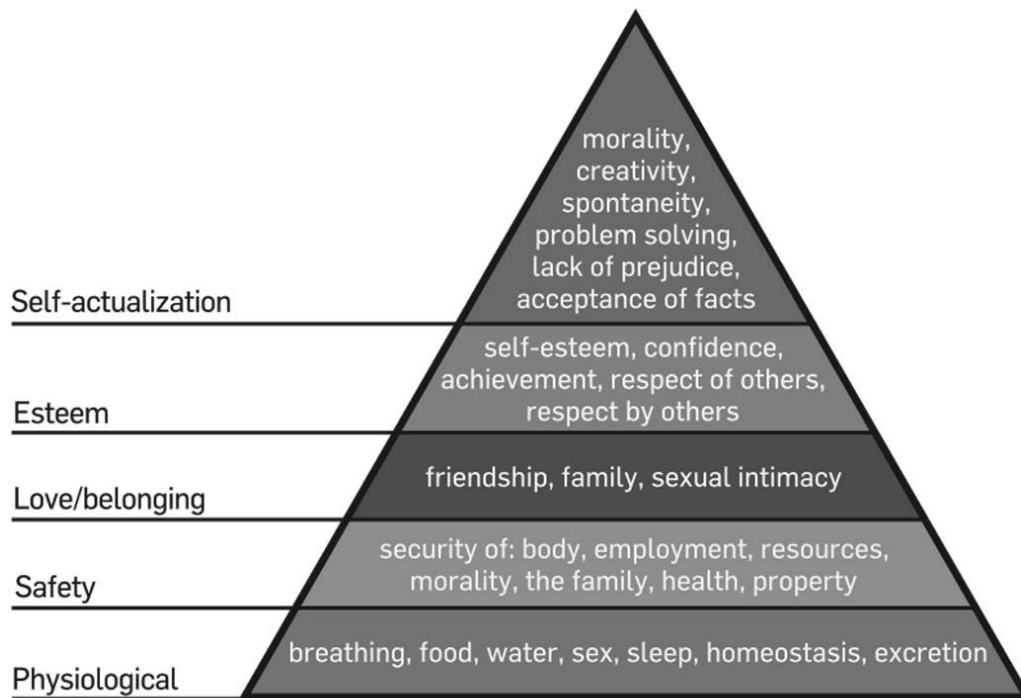 morality,
creativity,
spontaneity,
problem solving,
lack of prejudice,
acceptance of facts
Self-actualization
self-esteem, confidence,
achievement, respect of others,
respect by others
Esteem
friendship, family, sexual intimacy
Love/belonging
security of: body, employment, resources,
morality, the family, health, property
Safety
breathing, food, water, sex, sleep, homeostasis, excretion
Physiological